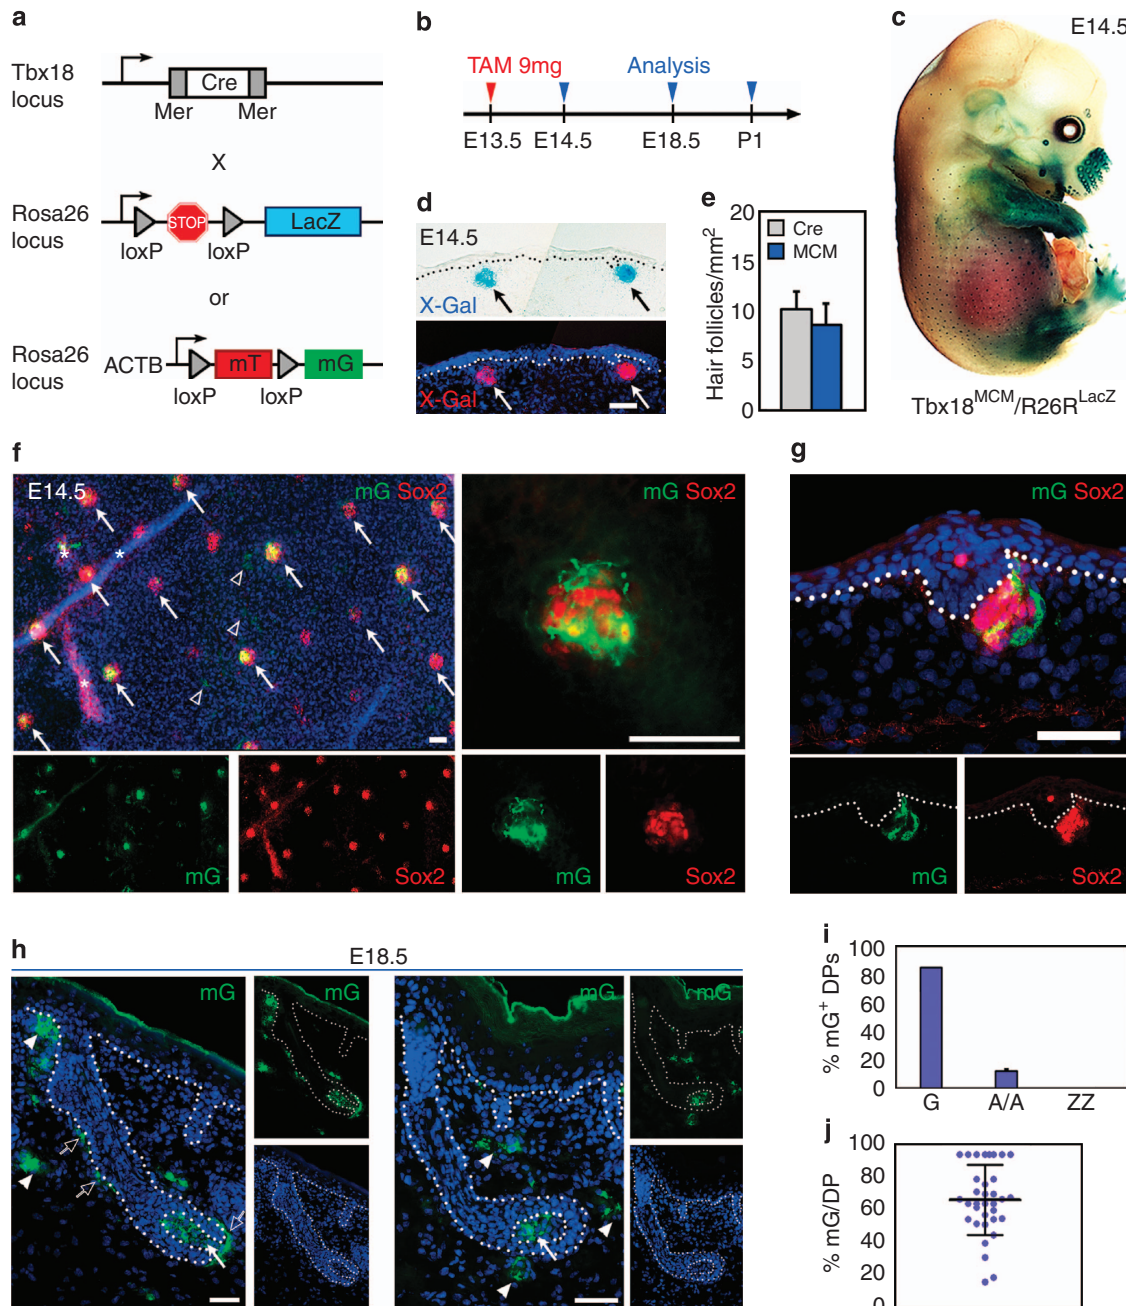 a
Tbx18 locus
Cre
Mer Mer
X
Rosa26 locus
STOP
LacZ
loxP loxP
or
Rosa26 locus
ACTB
mT
mG
loxP loxP
b
TAM 9mg
Analysis
E13.5 E14.5 E18.5 P1
c
E14.5
Tbx18MCM/R26RLacZ
d
E14.5
X-Gal
X-Gal
e
Hair follicles/mm2
20
15
10
5
0
Cre
MCM
f
E14.5
mG Sox2
mG Sox2
mG
Sox2
mG
Sox2
g
mG Sox2
mG
Sox2
h
E18.5
mG
mG
mG
mG
i
% mG+ DPs
100
80
60
40
20
0
G A/A ZZ
j
% mG/DP
100
80
60
40
20
0